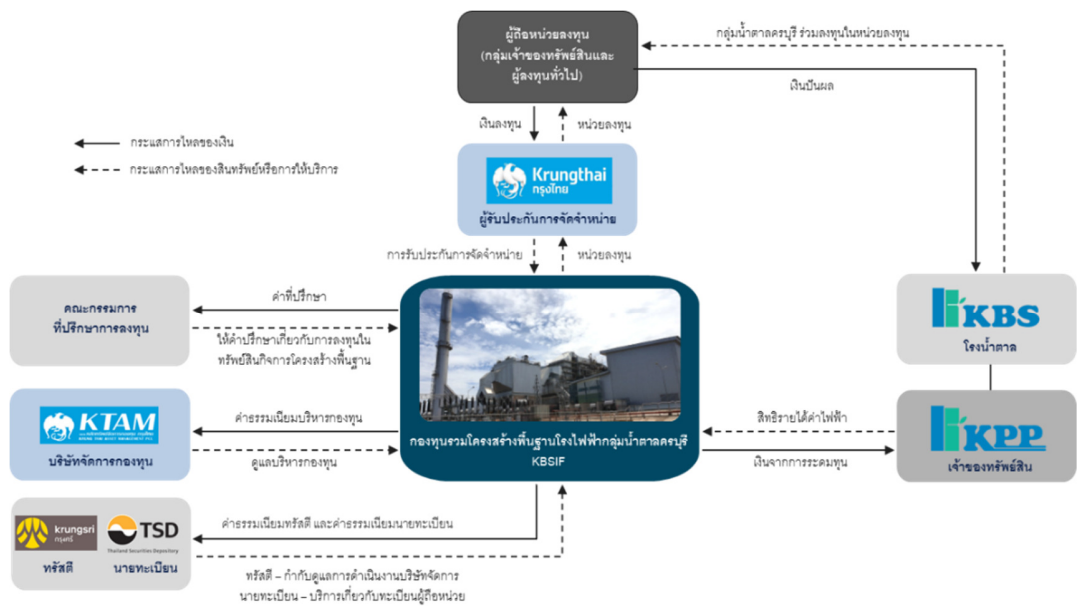 ผู้ถือหน่วยลงทุน
(กลุ่มเจ้าของทรัพย์สินและ
ผู้ลงทุนทั่วไป)
กลุ่มน้ำตาลครบุรี ร่วมลงทุนในหน่วยลงทุน
เงินปันผล
เงินลงทุน
หน่วยลงทุน
กระแสการไหลของเงิน
กระแสการไหลของสินทรัพย์หรือการให้บริการ
Krungthai
กรุงไทย
ผู้รับประกันการจัดจำหน่าย
การรับประกันการจัดจำหน่าย
หน่วยลงทุน
คณะกรรมการ
ที่ปรึกษาการลงทุน
ค่าที่ปรึกษา
ให้คำปรึกษาเกี่ยวกับการลงทุนใน
ทรัพย์สินกิจการโครงสร้างพื้นฐาน
KBS
โรงน้ำตาล
KTAM
บริษัทจัดการกองทุน
ค่าธรรมเนียมบริหารกองทุน
ดูแลบริหารกองทุน
กองทุนรวมโครงสร้างพื้นฐานโรงไฟฟ้ากลุ่มน้ำตาลครบุรี
KBSIF
สิทธิรายได้ค่าไฟฟ้า
เงินจากการระดมทุน
KPP
เจ้าของทรัพย์สิน
krungsri
กรุงศรี
TSD
Thailand Securities Depository
ทรัสตี
นายทะเบียน
ค่าธรรมเนียมทรัสตี และค่าธรรมเนียมนายทะเบียน
ทรัสตี – กำกับดูแลการดำเนินงานบริษัทจัดการ
นายทะเบียน – บริการเกี่ยวกับทะเบียนผู้ถือหน่วย